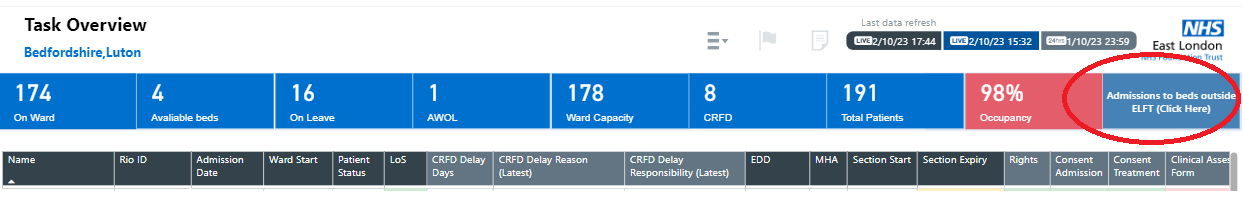 Task Overview
Bedfordshire,Luton
Last data refresh
LIVE 2/10/23 17:44
LIVE 2/10/23 15:32
24hrs 1/10/23 23:59
NHS
East London
NHS Foundation Trust
174
On Ward
4
Avaliable beds
16
On Leave
1
AWOL
178
Ward Capacity
8
CRFD
191
Total Patients
98%
Occupancy
Admissions to beds outside
ELFT (Click Here)
Name
Rio ID
Admission
Date
Ward Start
Patient
Status
LoS
CRFD Delay
Days
CRFD Delay Reason
(Latest)
CRFD Delay
Responsibility (Latest)
EDD
MHA
Section Start
Section Expiry
Rights
Consent
Admission
Consent
Treatment
Clinical Asses
Form